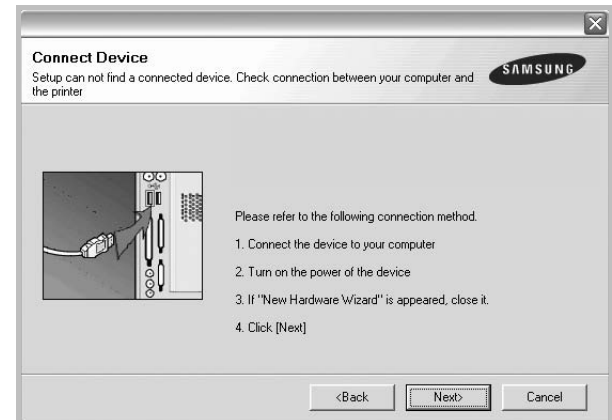 Connect Device
Setup can not find a connected device. Check connection between your computer and
the printer
SAMSUNG
Please refer to the following connection method.
1. Connect the device to your computer
2. Turn on the power of the device
3. If "New Hardware Wizard" is appeared, close it.
4. Click [Next]
<Back
Next>
Cancel